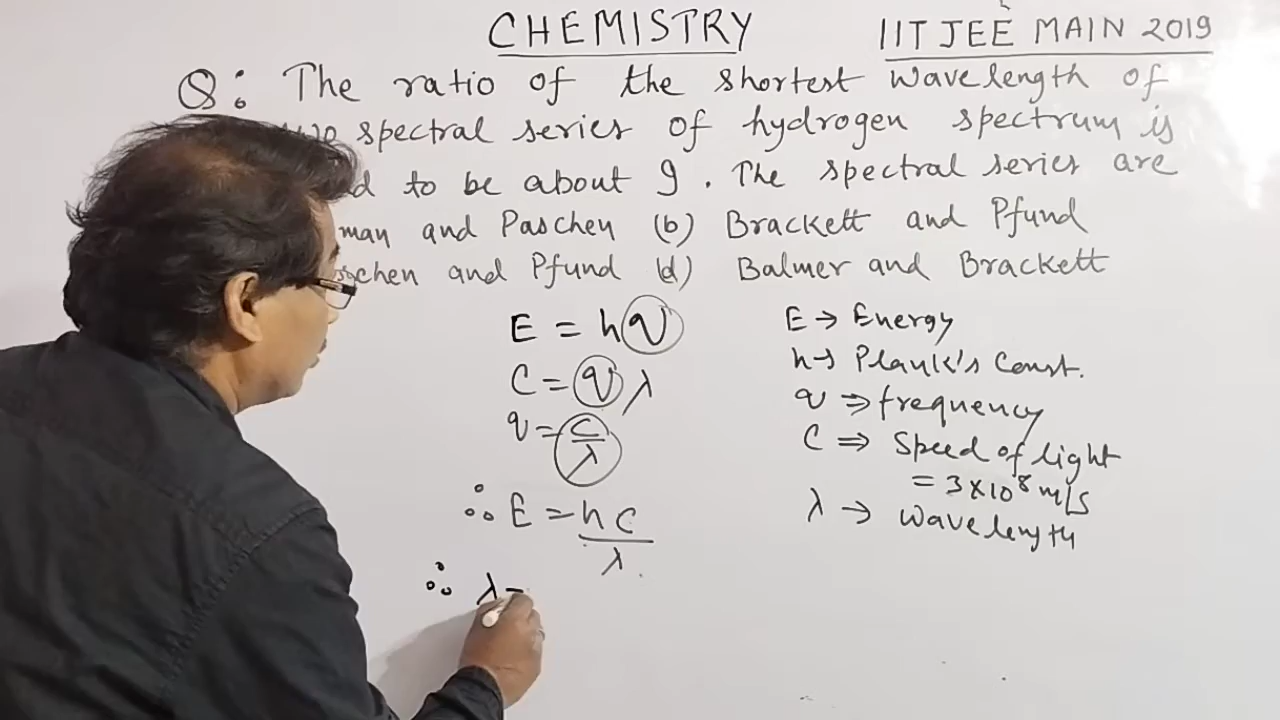 CHEMISTRY IIT JEE MAIN 2019
Q: The ratio of the shortest wavelength of
spectral series of hydrogen spectrum is
to be about 9. The spectral series are
and Paschen (b) Brackett and Pfund
and Pfund (d) Balmer and Brackett
E = hν E → Energy
C = νλ h → Plank's Const.
ν = C/λ ν ⇒ frequency
C ⇒ Speed of light
= 3×10⁸ m/s
∴ E = hC/λ λ → wavelength
∴ λ =